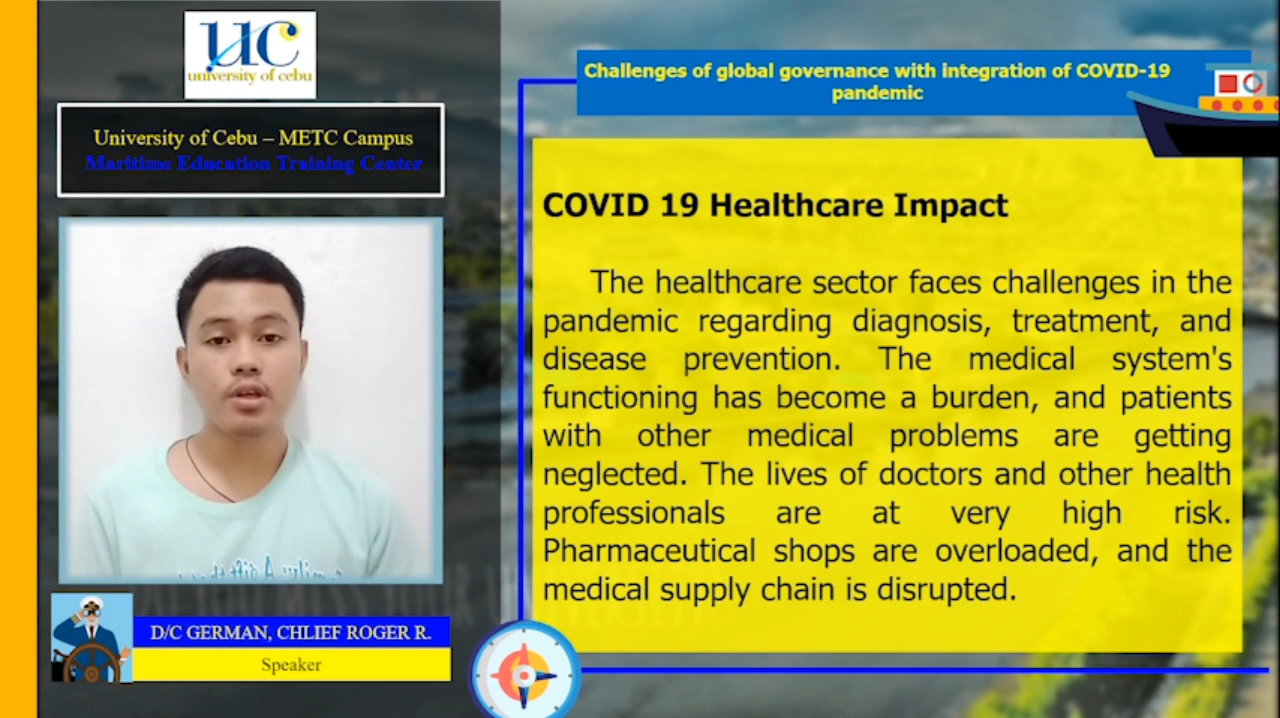 UC
university of cebu
University of Cebu – METC Campus
Maritime Education Training Center
D/C GERMAN, CHLIEF ROGER R.
Speaker
Challenges of global governance with integration of COVID-19
pandemic
COVID 19 Healthcare Impact
The healthcare sector faces challenges in the
pandemic regarding diagnosis, treatment, and
disease prevention. The medical system's
functioning has become a burden, and patients
with other medical problems are getting
neglected. The lives of doctors and other health
professionals are at very high risk.
Pharmaceutical shops are overloaded, and the
medical supply chain is disrupted.